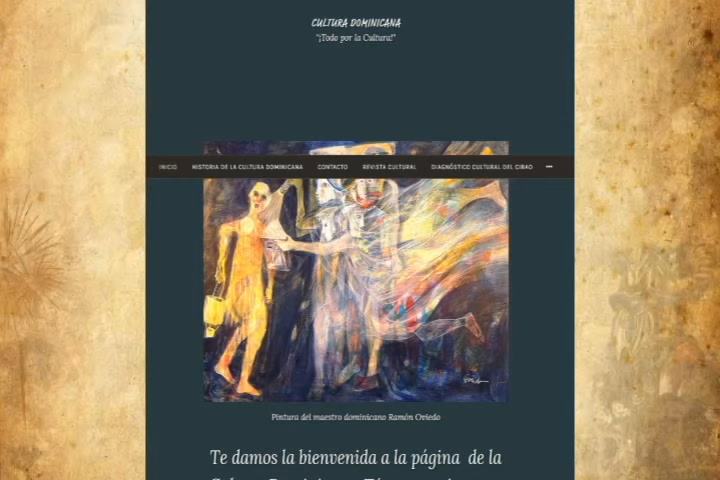 CULTURA DOMINICANA
"¡Todo por la Cultura!"
INICIO HISTORIA DE LA CULTURA DOMINICANA CONTACTO REVISTA CULTURAL DIAGNÓSTICO CULTURAL DEL CIBAO
Pintura del maestro dominicano Ramón Oviedo
Te damos la bienvenida a la página de la